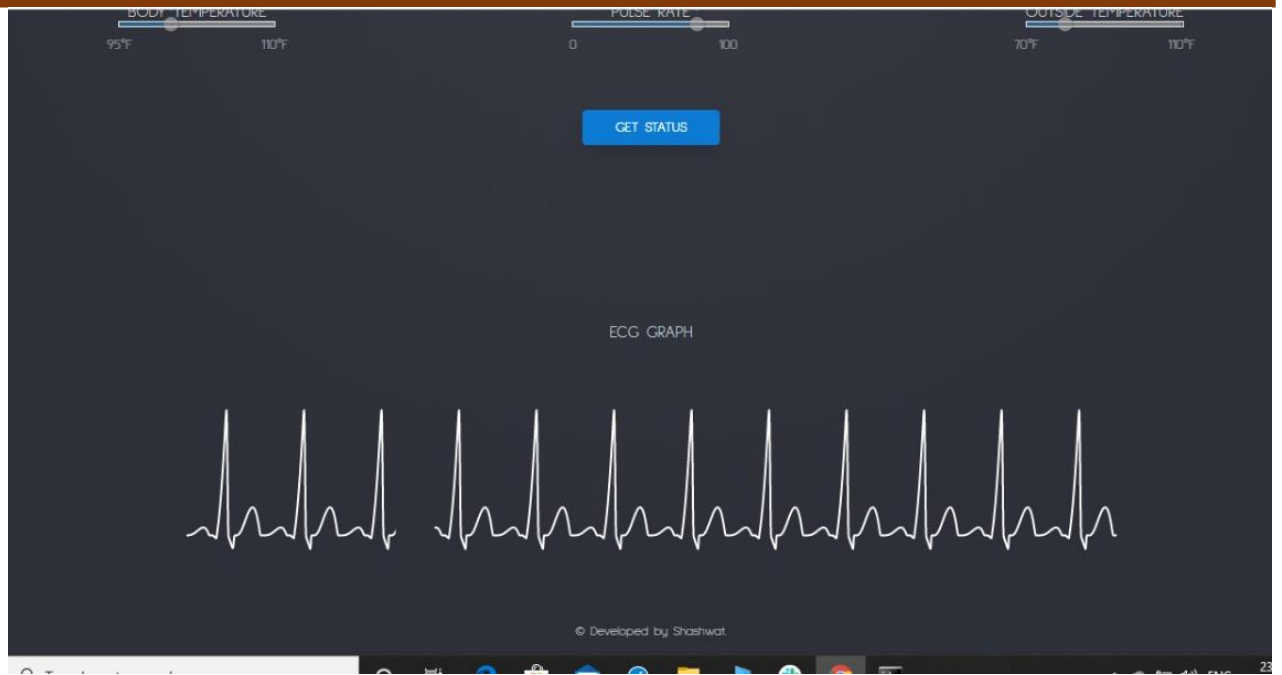 BODY TEMPERATURE PULSE RATE OUTSIDE TEMPERATURE
95°F 110°F 0 100 70°F 110°F
GET STATUS
ECG GRAPH
© Developed by Shashwat.
ENG 23